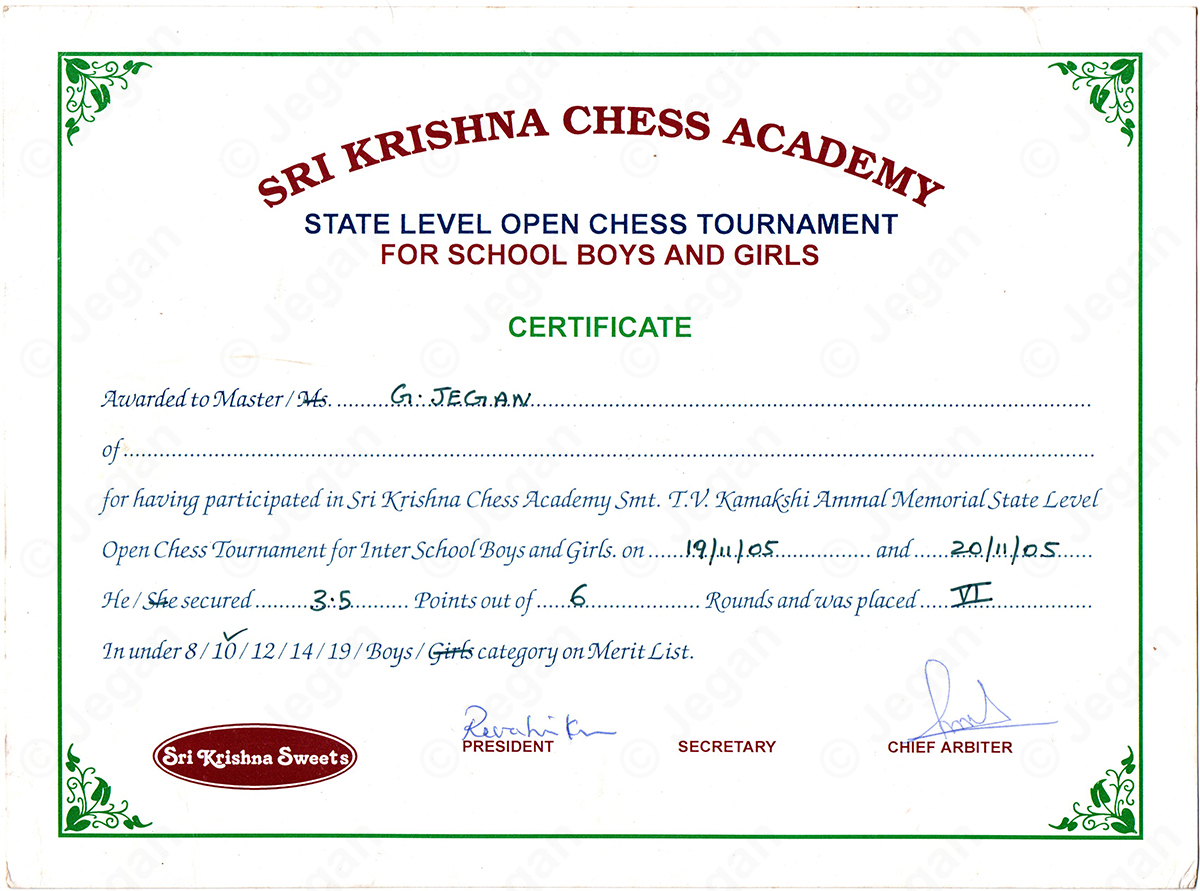 SRI KRISHNA CHESS ACADEMY
STATE LEVEL OPEN CHESS TOURNAMENT
FOR SCHOOL BOYS AND GIRLS
CERTIFICATE
Awarded to Master / Ms. G. JEGAN
of
for having participated in Sri Krishna Chess Academy Smt. T.V. Kamakshi Ammal Memorial State Level
Open Chess Tournament for Inter School Boys and Girls. on 19/11/05 and 20/11/05
He / She secured 3.5 Points out of 6 Rounds and was placed VI
In under 8 / 10 / 12 / 14 / 19 / Boys / Girls category on Merit List.
Sri Krishna Sweets
PRESIDENT SECRETARY CHIEF ARBITER
© Jegan